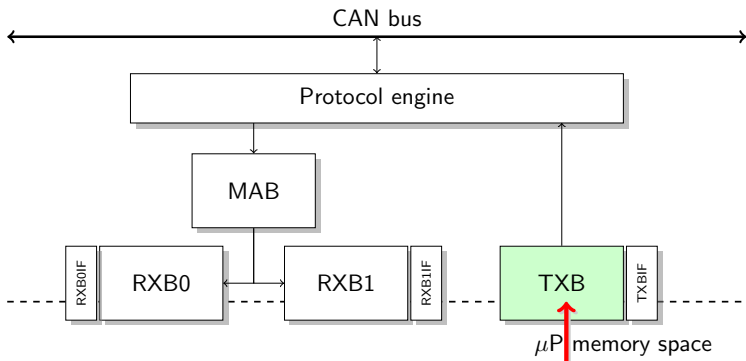 CAN bus
Protocol engine
MAB
RXB0IF
RXB0
RXB1
RXB1IF
TXB
TXBIF
μP memory space